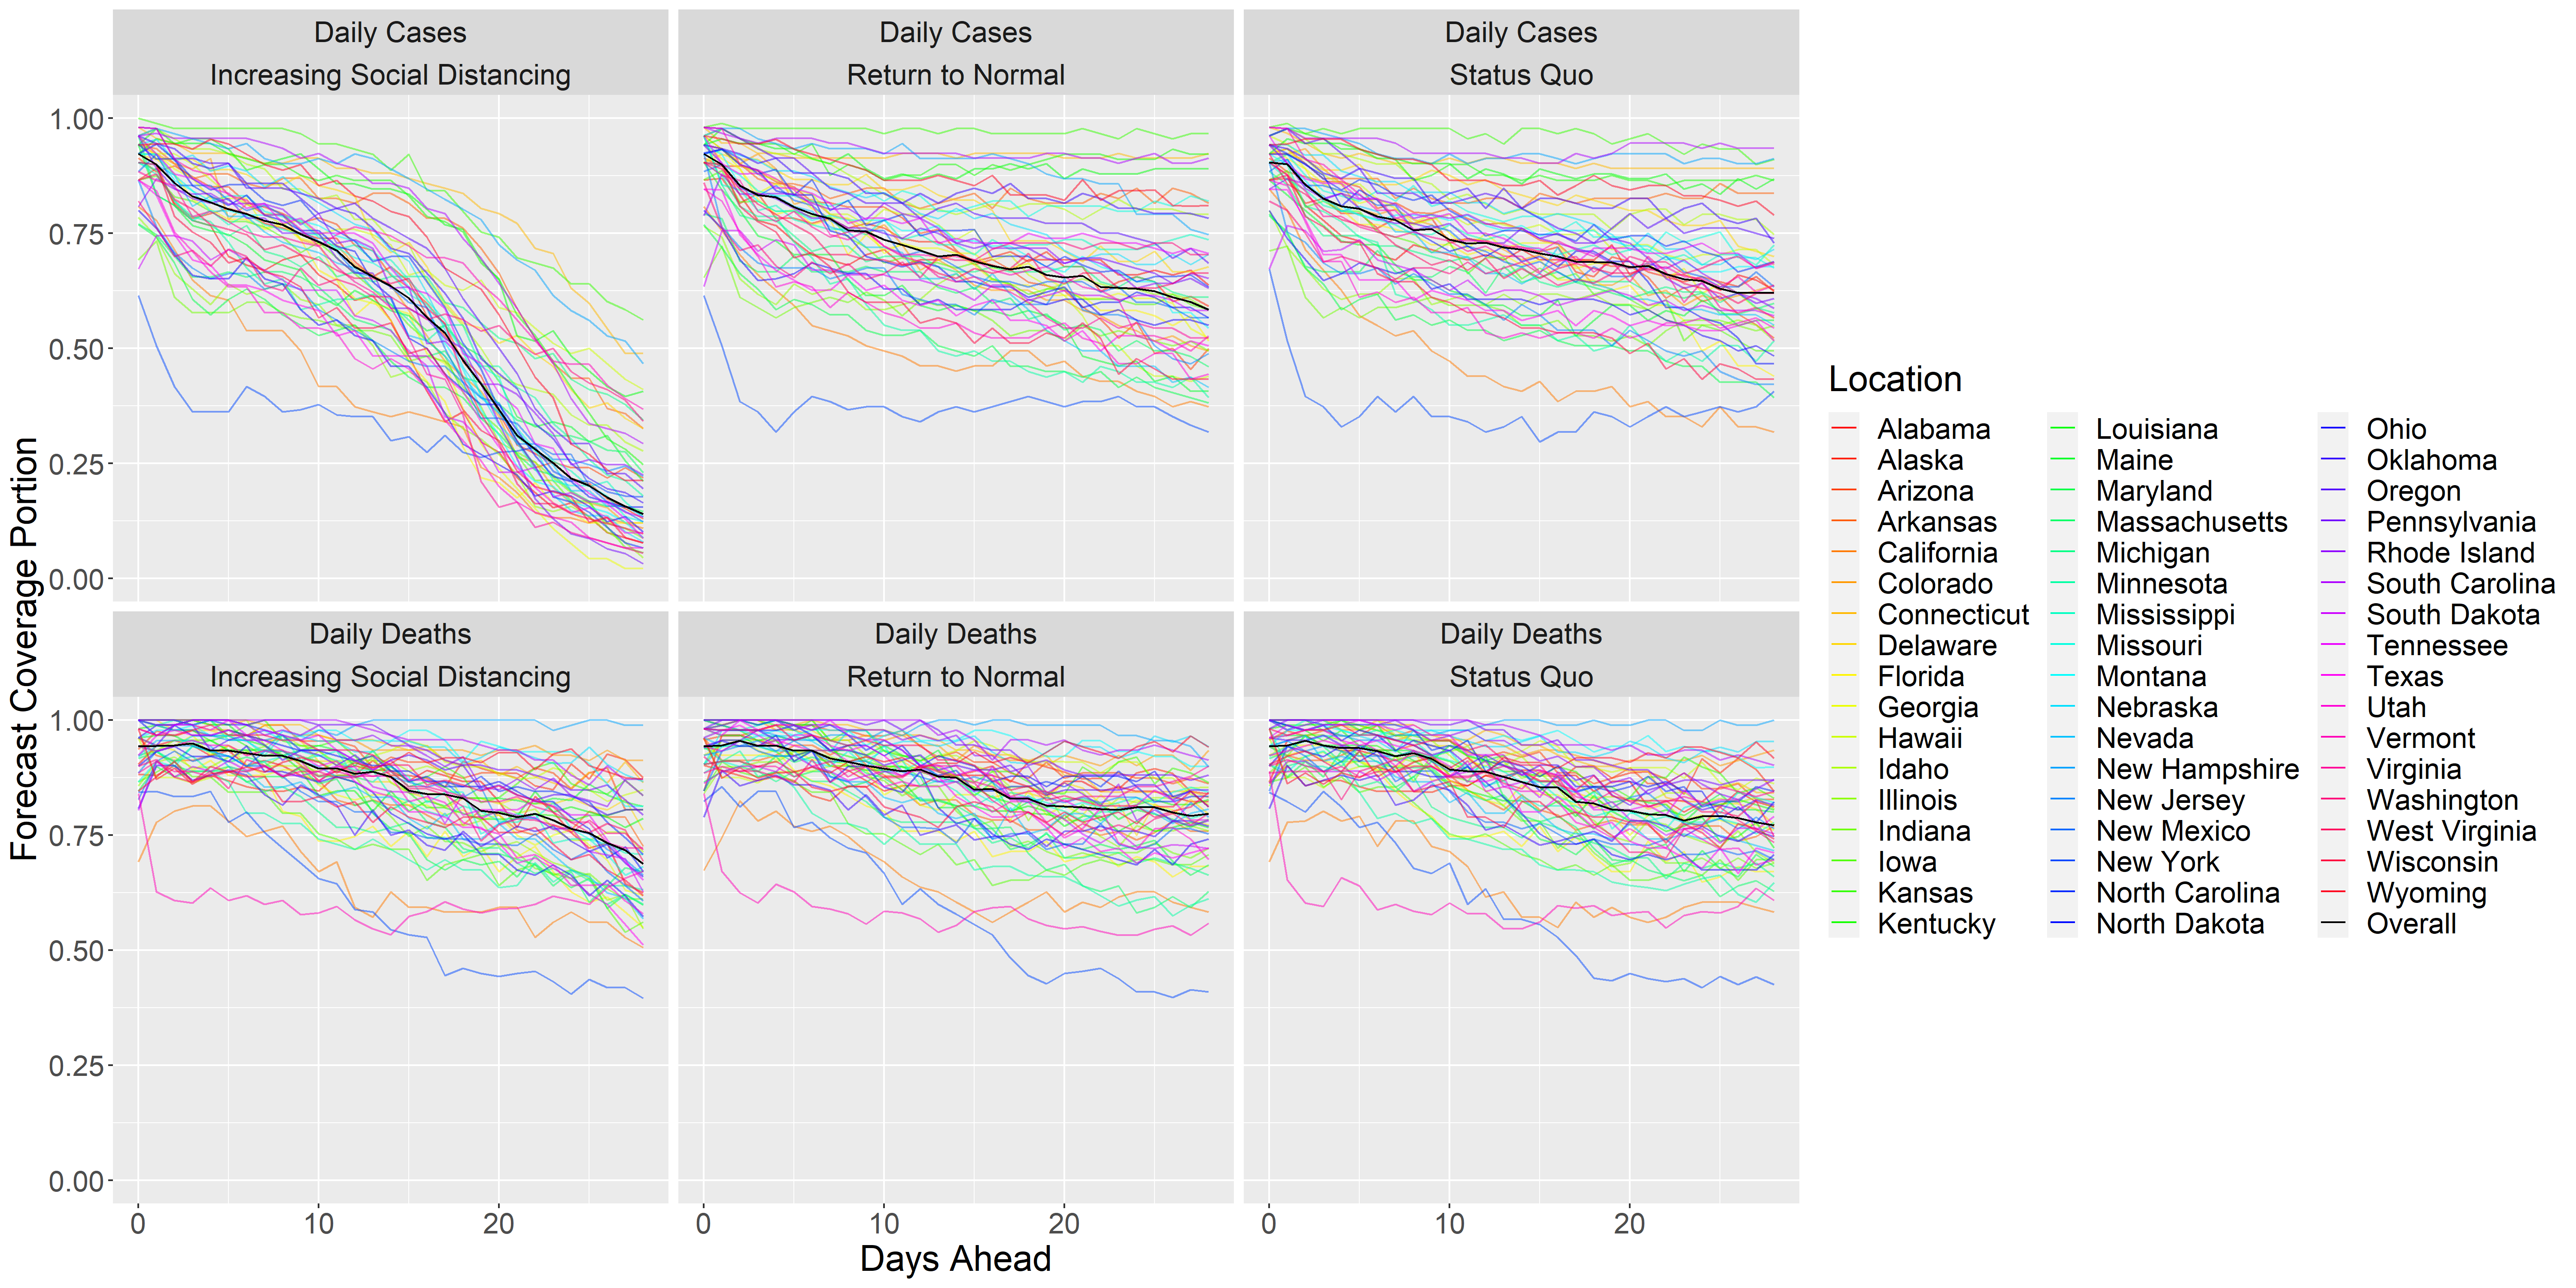 Daily Cases
Increasing Social Distancing
Daily Cases
Return to Normal
Daily Cases
Status Quo
1.00
0.75
0.50
0.25
0.00
Daily Deaths
Increasing Social Distancing
Daily Deaths
Return to Normal
Daily Deaths
Status Quo
1.00
0.75
0.50
0.25
0.00
0 10 20
0 10 20
0 10 20
Days Ahead
Forecast Coverage Portion
Location
Alabama
Alaska
Arizona
Arkansas
California
Colorado
Connecticut
Delaware
Florida
Georgia
Hawaii
Idaho
Illinois
Indiana
Iowa
Kansas
Kentucky
Louisiana
Maine
Maryland
Massachusetts
Michigan
Minnesota
Mississippi
Missouri
Montana
Nebraska
Nevada
New Hampshire
New Jersey
New Mexico
New York
North Carolina
North Dakota
Ohio
Oklahoma
Oregon
Pennsylvania
Rhode Island
South Carolina
South Dakota
Tennessee
Texas
Utah
Vermont
Virginia
Washington
West Virginia
Wisconsin
Wyoming
Overall